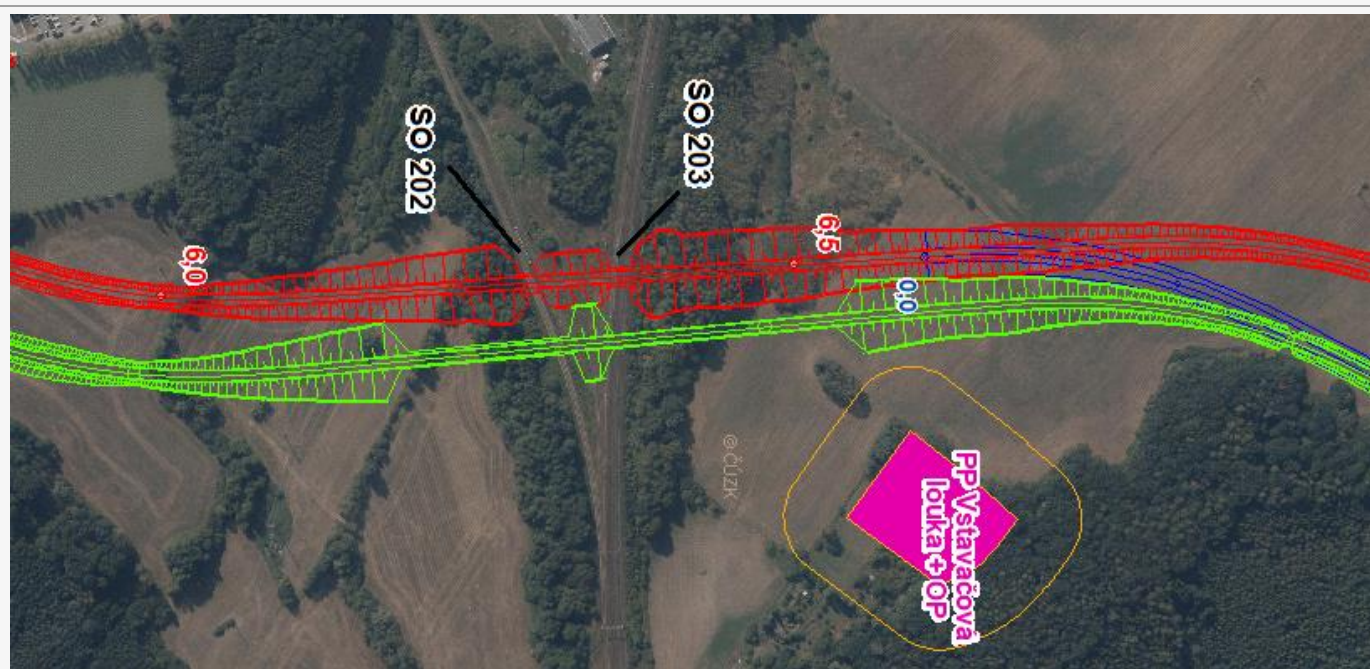 SO 202
SO 203
6,0
6,5
0,0
PP Vstavačová
louka + OP
© ČÚZK